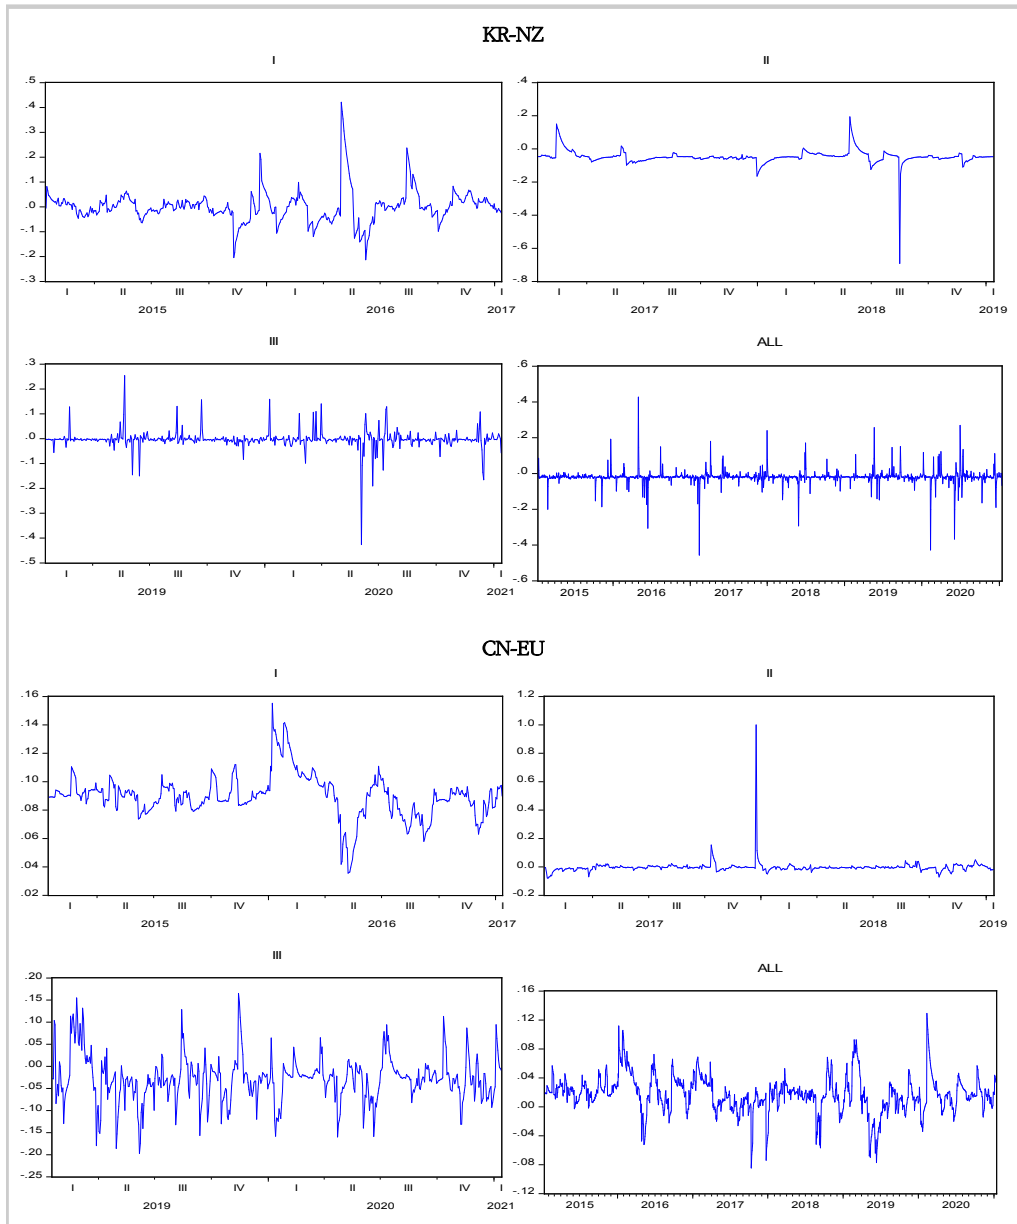 KR-NZ
I
.5
.4
.3
.2
.1
.0
-.1
-.2
-.3
I II III IV I II III IV I
2015 2016 2017
II
.4
.2
.0
-.2
-.4
-.6
-.8
I II III IV I II III IV I
2017 2018 2019
III
.3
.2
.1
.0
-.1
-.2
-.3
-.4
-.5
I II III IV I II III IV I
2019 2020 2021
ALL
.6
.4
.2
.0
-.2
-.4
-.6
2015 2016 2017 2018 2019 2020
CN-EU
I
.16
.14
.12
.10
.08
.06
.04
.02
I II III IV I II III IV I
2015 2016 2017
II
1.2
1.0
0.8
0.6
0.4
0.2
0.0
-0.2
I II III IV I II III IV I
2017 2018 2019
III
.20
.15
.10
.05
.00
-.05
-.10
-.15
-.20
-.25
I II III IV I II III IV I
2019 2020 2021
ALL
.16
.12
.08
.04
.00
-.04
-.08
-.12
2015 2016 2017 2018 2019 2020